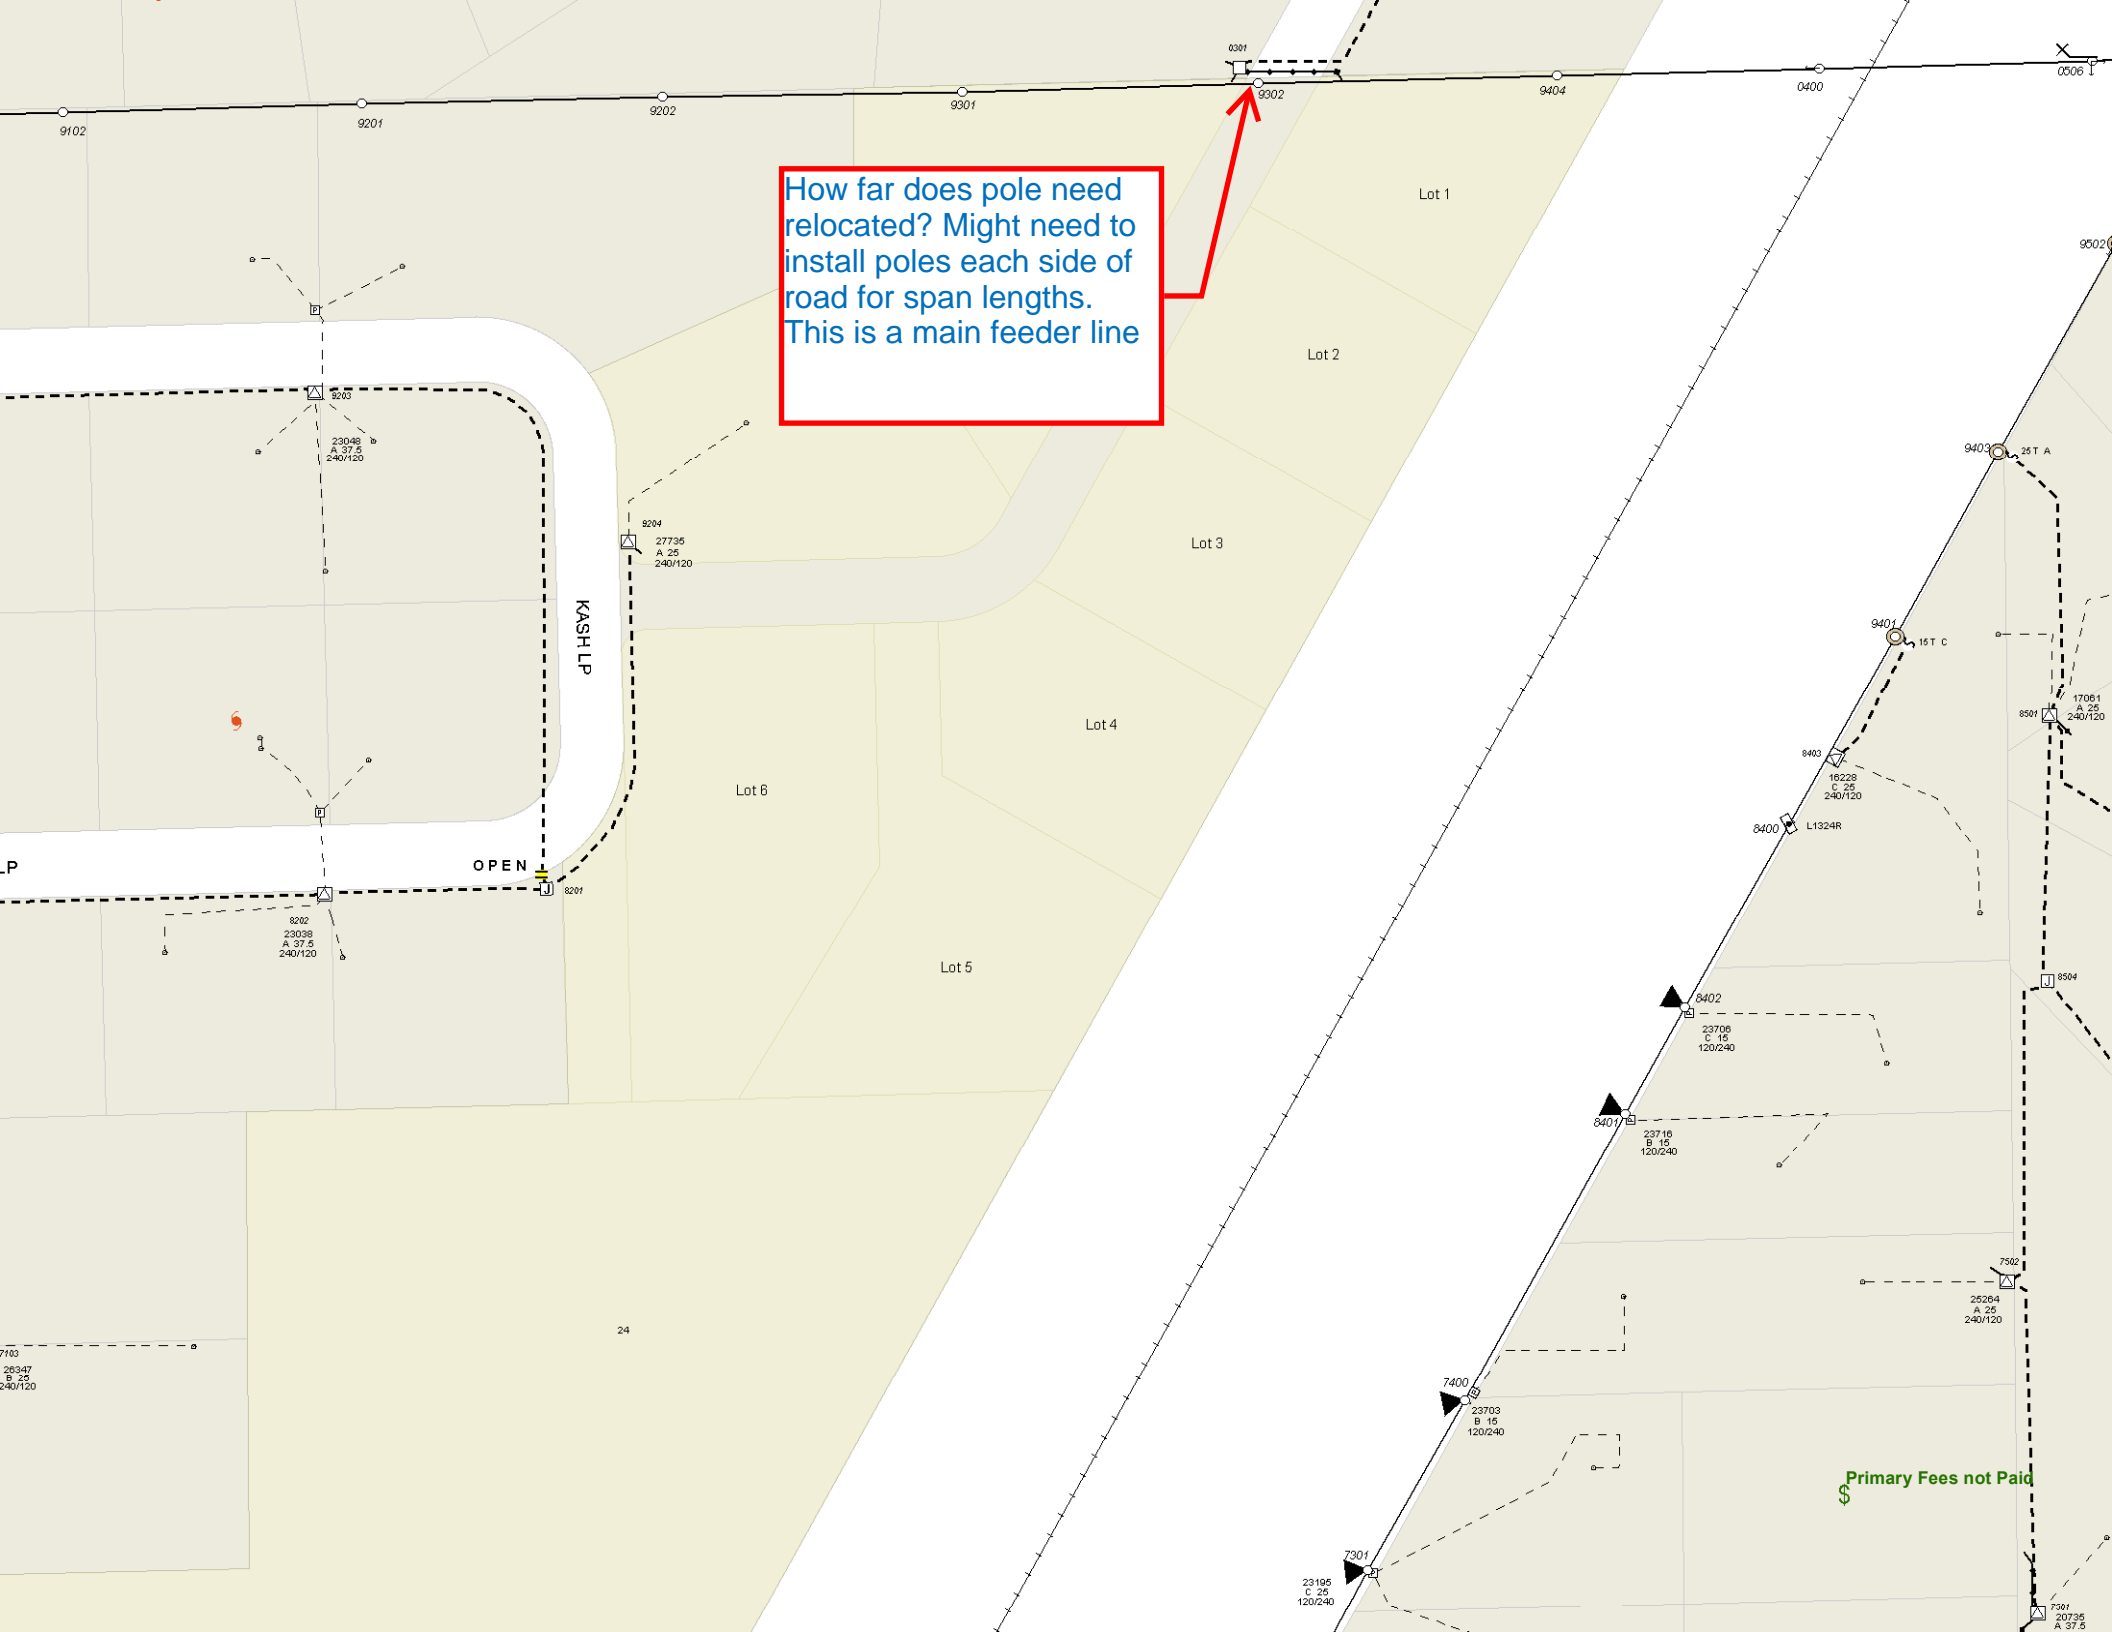 0301
0506
9102
9201
9202
9301
9302
9404
0400
How far does pole need
relocated? Might need to
install poles each side of
road for span lengths.
This is a main feeder line
Lot 1
9502
Lot 2
P
9203
23048
A 37.5
240/120
9403
25T A
9204
27735
A 25
240/120
Lot 3
KASH LP
9401
15T C
17061
A 25
240/120
8501
Lot 4
8403
16228
C 25
240/120
Lot 6
P
8400
L1324R
LP
OPEN
J
8201
8202
23038
A 37.5
240/120
Lot 5
J
8504
8402
23706
C 15
120/240
8401
23716
B 15
120/240
7502
25264
A 25
240/120
24
7103
26347
B 25
240/120
7400
23703
B 15
120/240
Primary Fees not Paid
$
7301
P
23195
C 25
120/240
7501
20735
A 37.5